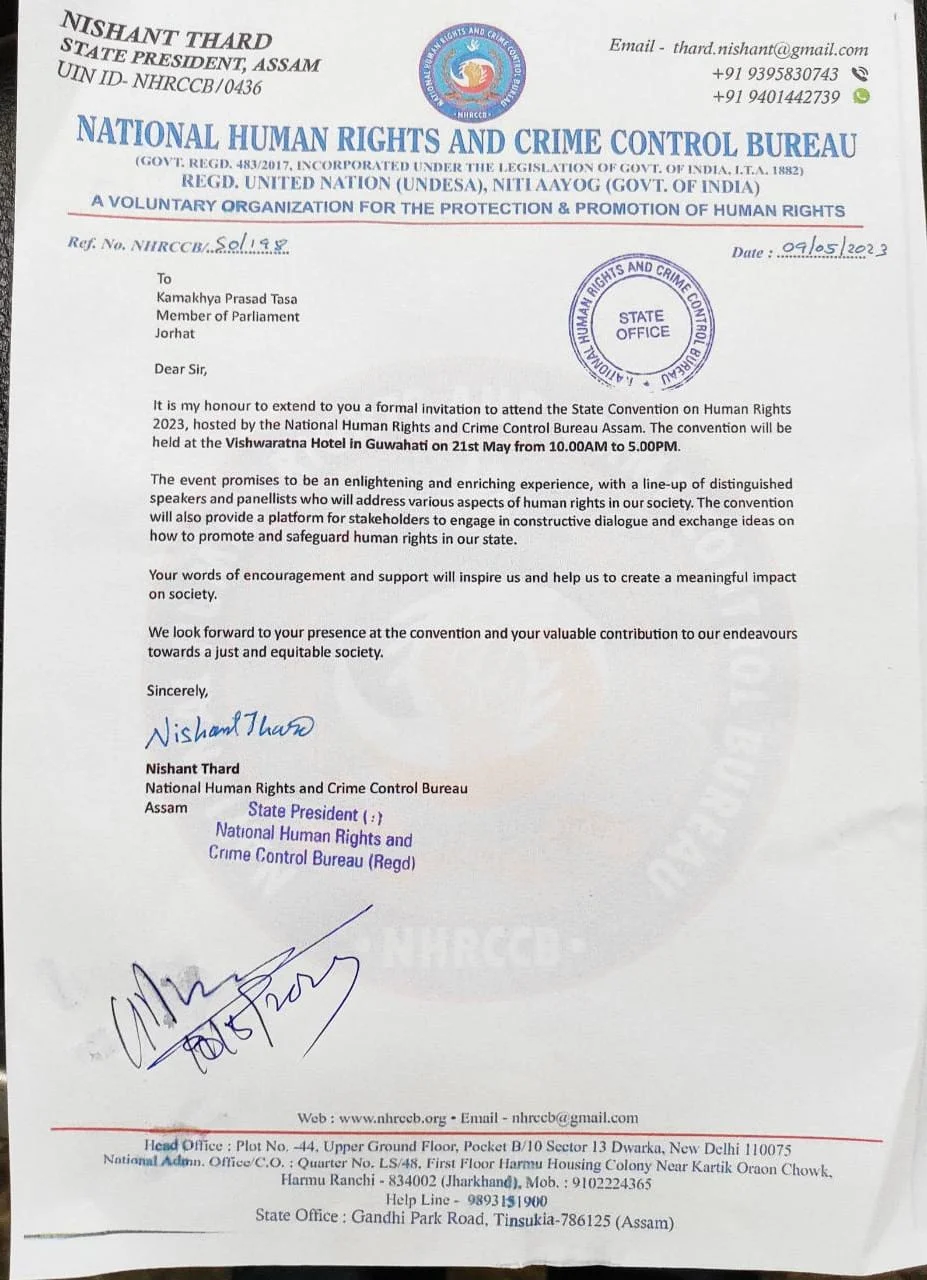 NISHANT THARD
STATE PRESIDENT, ASSAM
UIN ID- NHRCCB/0436
NATIONAL HUMAN RIGHTS AND CRIME CONTROL BUREAU
· NHRCCB ·
Email - thard.nishant@gmail.com
+91 9395830743
+91 9401442739
NATIONAL HUMAN RIGHTS AND CRIME CONTROL BUREAU
(GOVT. REGD. 483/2017, INCORPORATED UNDER THE LEGISLATION OF GOVT. OF INDIA, I.T.A. 1882)
REGD. UNITED NATION (UNDESA), NITI AAYOG (GOVT. OF INDIA)
A VOLUNTARY ORGANIZATION FOR THE PROTECTION & PROMOTION OF HUMAN RIGHTS
Ref. No. NHRCCB/..So/198
Date : 09/05/2023
NATIONAL HUMAN RIGHTS AND CRIME CONTROL BUREAU
STATE
OFFICE
To
Kamakhya Prasad Tasa
Member of Parliament
Jorhat
Dear Sir,
It is my honour to extend to you a formal invitation to attend the State Convention on Human Rights
2023, hosted by the National Human Rights and Crime Control Bureau Assam. The convention will be
held at the Vishwaratna Hotel in Guwahati on 21st May from 10.00AM to 5.00PM.
The event promises to be an enlightening and enriching experience, with a line-up of distinguished
speakers and panellists who will address various aspects of human rights in our society. The convention
will also provide a platform for stakeholders to engage in constructive dialogue and exchange ideas on
how to promote and safeguard human rights in our state.
Your words of encouragement and support will inspire us and help us to create a meaningful impact
on society.
We look forward to your presence at the convention and your valuable contribution to our endeavours
towards a just and equitable society.
Sincerely,
Nishant Thard
Nishant Thard
National Human Rights and Crime Control Bureau
Assam
State President (:)
National Human Rights and
Crime Control Bureau (Regd)
· NHRCCB ·
Web : www.nhrccb.org • Email - nhrccb@gmail.com
Head Office : Plot No. -44, Upper Ground Floor, Pocket B/10 Sector 13 Dwarka, New Delhi 110075
National Admn. Office/C.O. : Quarter No. LS/48, First Floor Harmu Housing Colony Near Kartik Oraon Chowk,
Harmu Ranchi - 834002 (Jharkhand), Mob. : 9102224365
Help Line - 9893151900
State Office : Gandhi Park Road, Tinsukia-786125 (Assam)